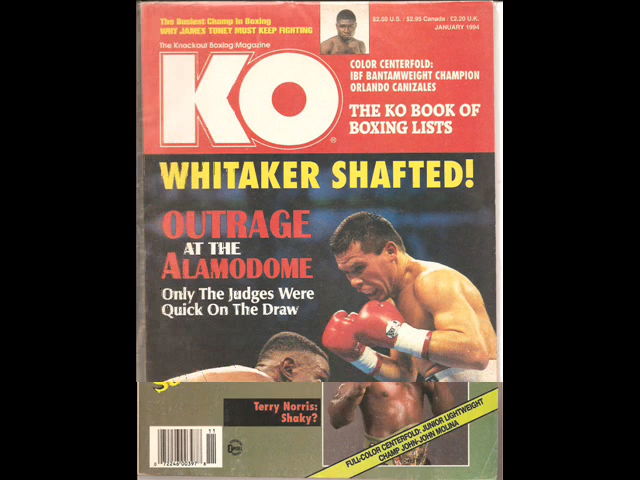 The Busiest Champ in Boxing
WHY JAMES TONEY MUST KEEP FIGHTING
$2.50 U.S. / $2.95 Canada / £2.20 U.K.
JANUARY 1994
The Knockout Boxing Magazine
KO
®
COLOR CENTERFOLD:
IBF BANTAMWEIGHT CHAMPION
ORLANDO CANIZALES
THE KO BOOK OF
BOXING LISTS
WHITAKER SHAFTED!
OUTRAGE
AT THE
ALAMODOME
Only The Judges Were
Quick On The Draw
Terry Norris:
Shaky?
FULL-COLOR CENTERFOLD: JUNIOR LIGHTWEIGHT
CHAMP JOHN-JOHN MOLINA
11